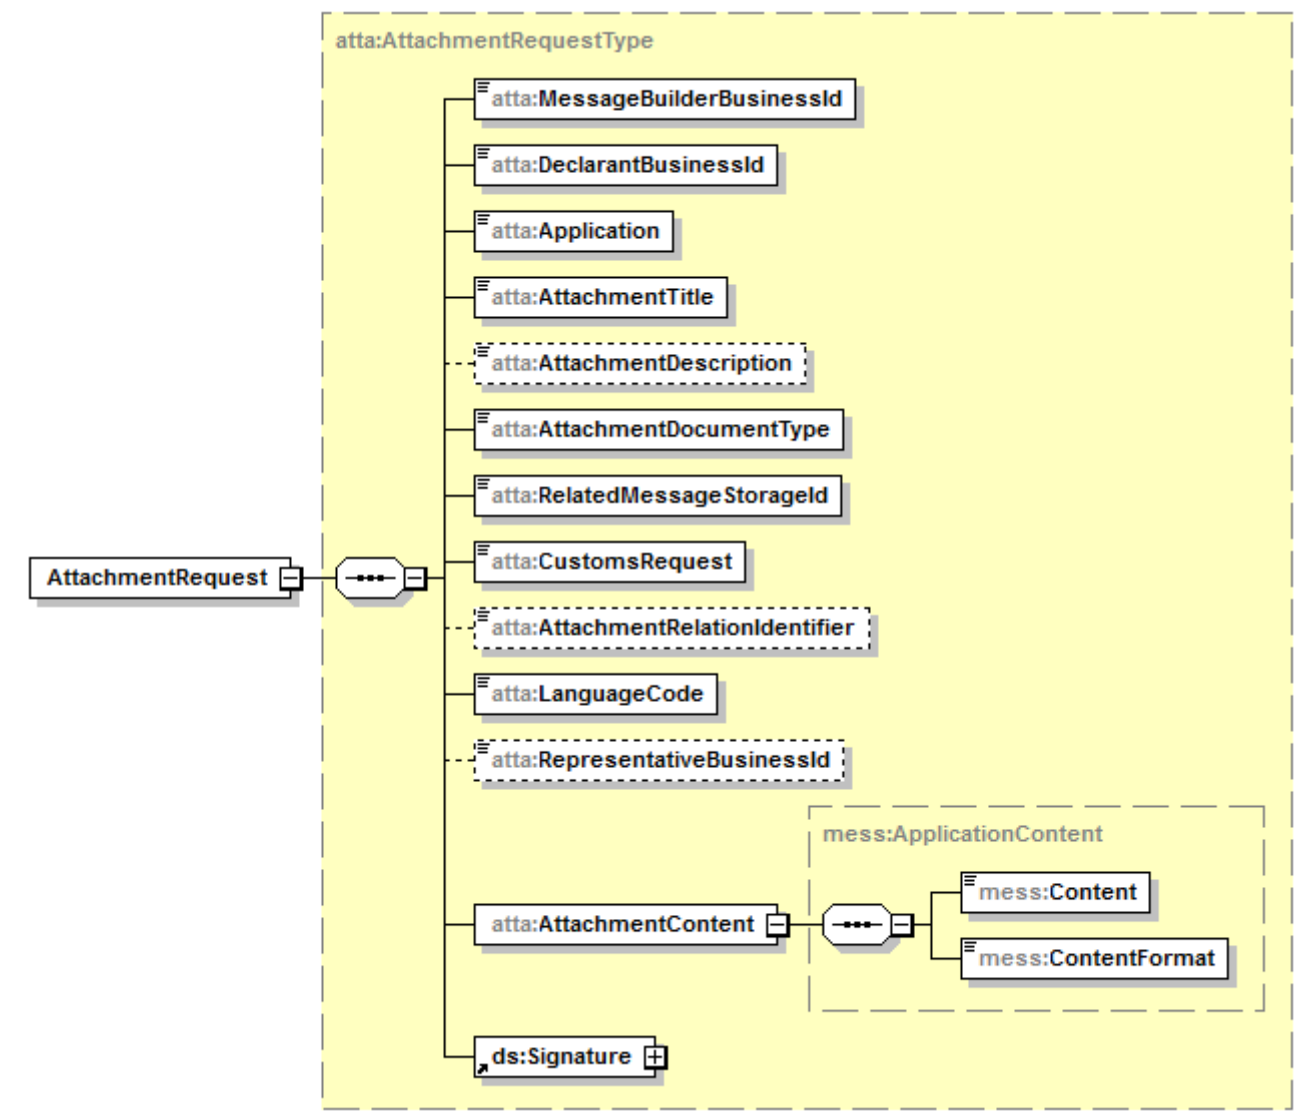 atta:AttachmentRequestType
atta:MessageBuilderBusinessId
atta:DeclarantBusinessId
atta:Application
atta:AttachmentTitle
atta:AttachmentDescription
atta:AttachmentDocumentType
atta:RelatedMessageStorageId
atta:CustomsRequest
AttachmentRequest
atta:AttachmentRelationIdentifier
atta:LanguageCode
atta:RepresentativeBusinessId
mess:ApplicationContent
mess:Content
atta:AttachmentContent
mess:ContentFormat
ds:Signature